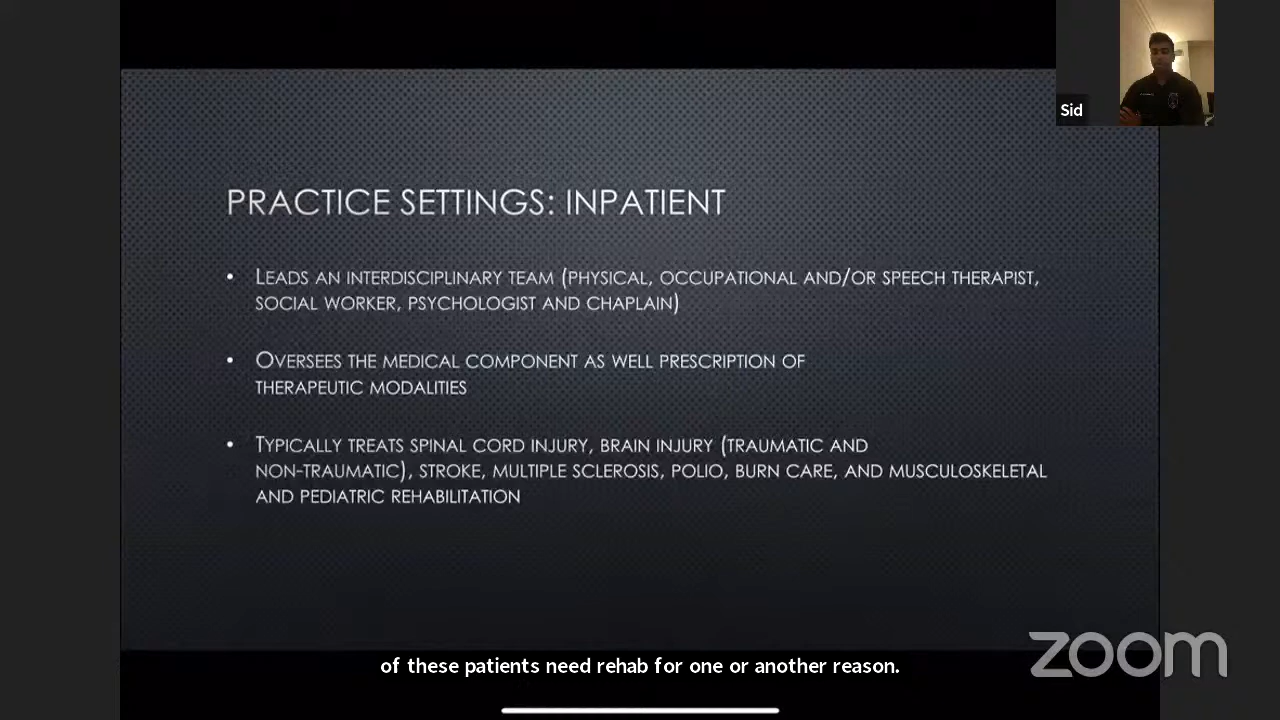 Sid
PRACTICE SETTINGS: INPATIENT
• LEADS AN INTERDISCIPLINARY TEAM (PHYSICAL, OCCUPATIONAL AND/OR SPEECH THERAPIST,
SOCIAL WORKER, PSYCHOLOGIST AND CHAPLAIN)
• OVERSEES THE MEDICAL COMPONENT AS WELL PRESCRIPTION OF
THERAPEUTIC MODALITIES
• TYPICALLY TREATS SPINAL CORD INJURY, BRAIN INJURY (TRAUMATIC AND
NON-TRAUMATIC), STROKE, MULTIPLE SCLEROSIS, POLIO, BURN CARE, AND MUSCULOSKELETAL
AND PEDIATRIC REHABILITATION
of these patients need rehab for one or another reason.
zoom